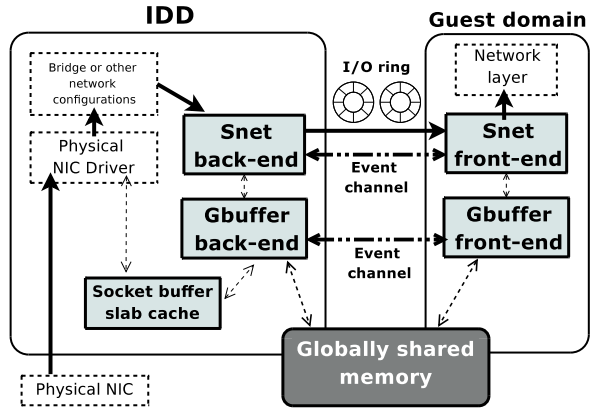 IDD
Guest domain
Bridge or other
network
configurations
I/O ring
Network
layer
Physical
NIC Driver
Snet
back-end
Snet
front-end
Event
channel
Gbuffer
back-end
Gbuffer
front-end
Event
channel
Socket buffer
slab cache
Globally shared
memory
Physical NIC